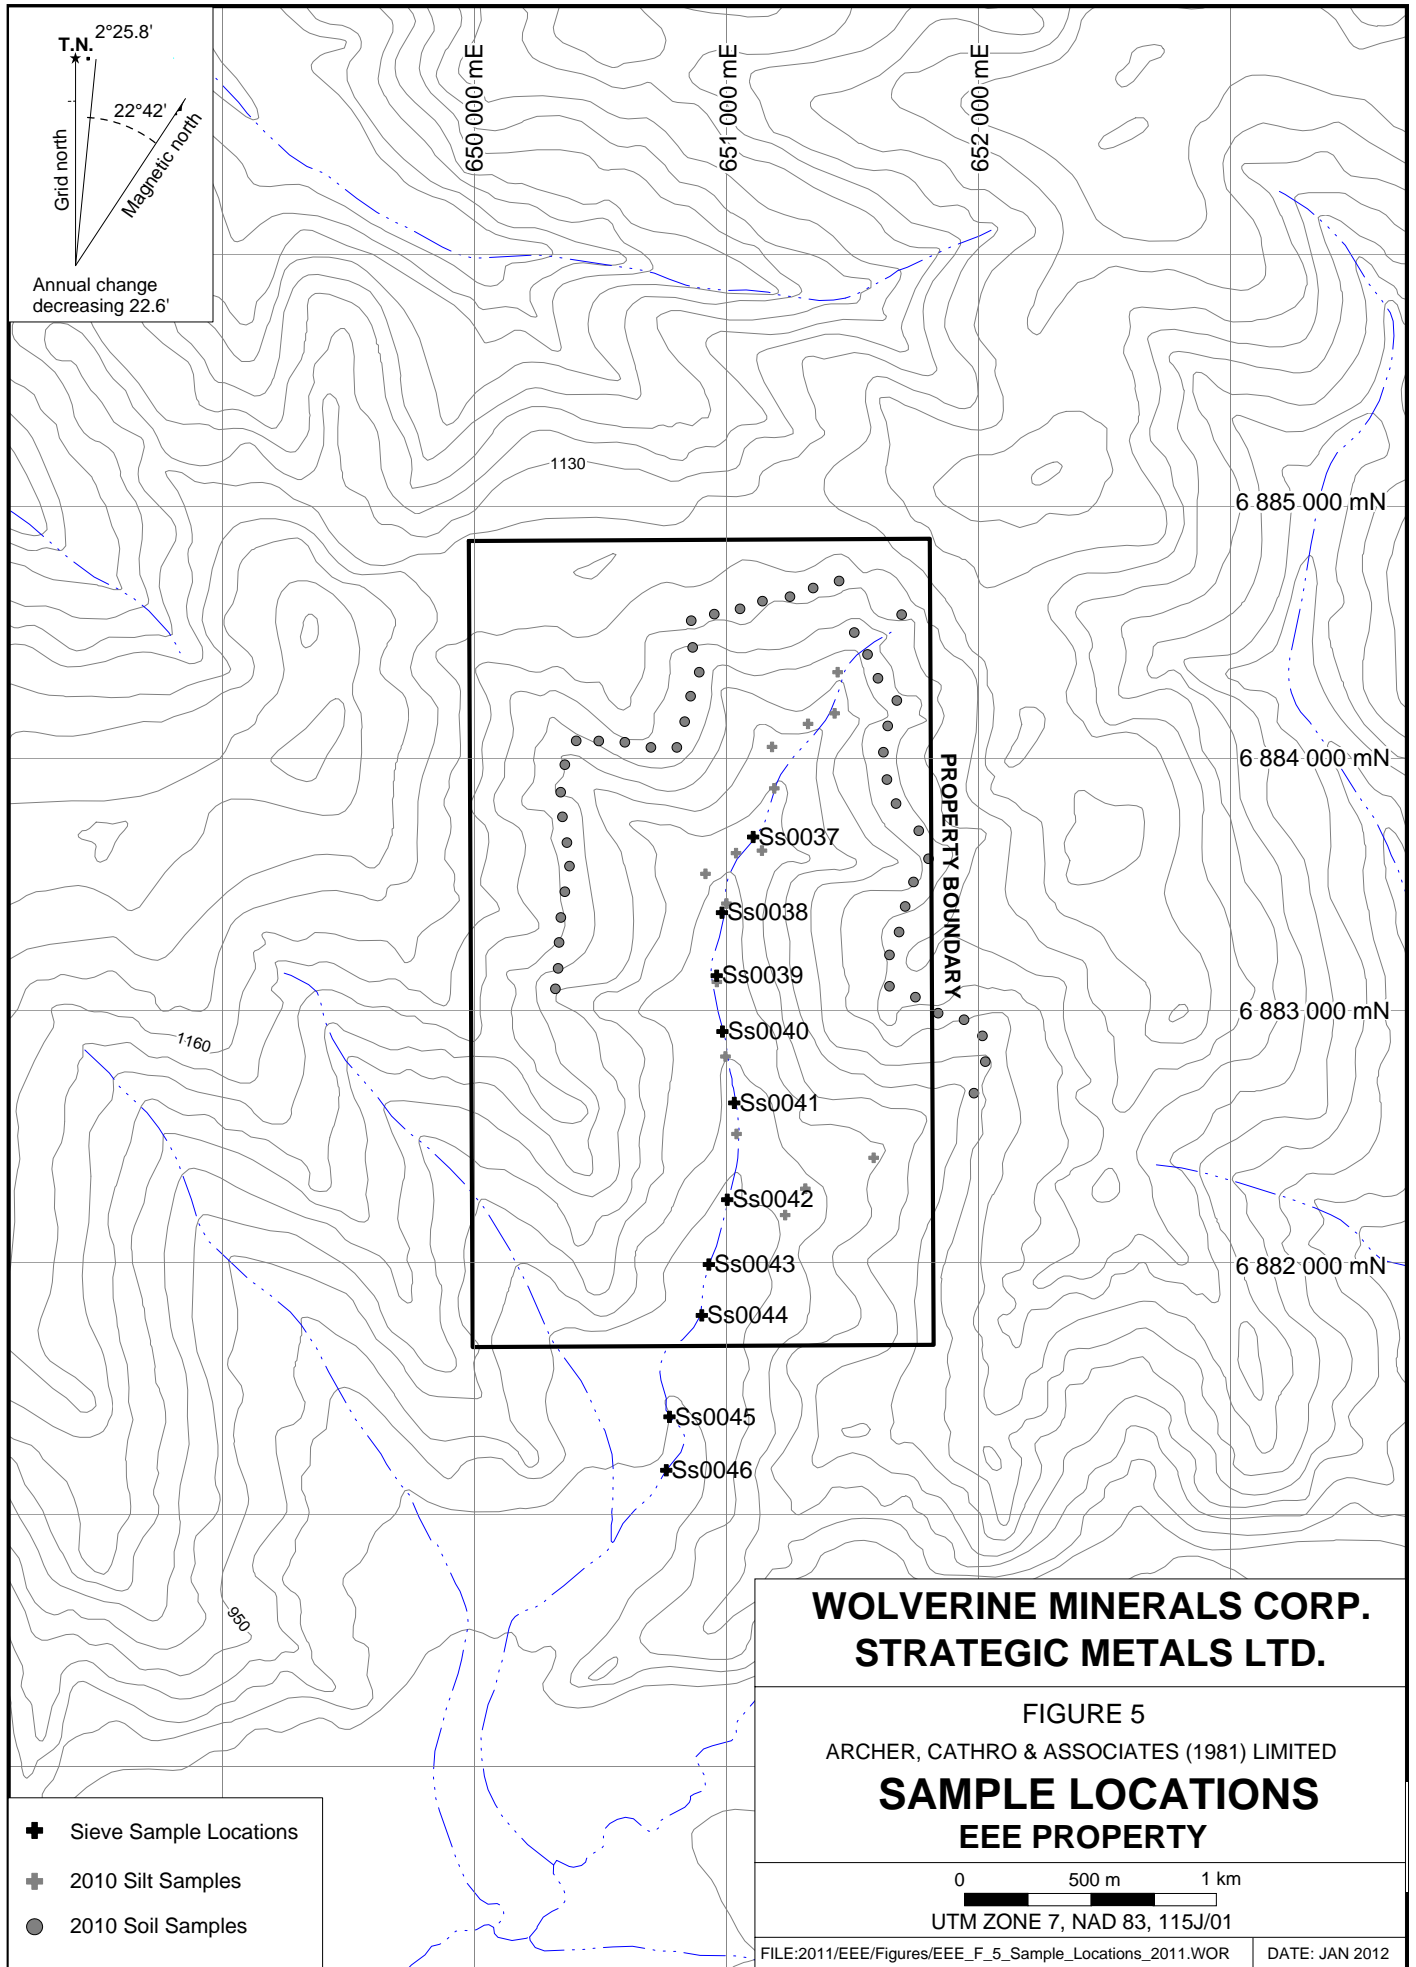 T.N.
2°25.8'
22°42'
Grid north
Magnetic north
Annual change
decreasing 22.6'
650 000 mE
651 000 mE
652 000 mE
1130
6 885 000 mN
6 884 000 mN
PROPERTY BOUNDARY
Ss0037
Ss0038
Ss0039
6 883 000 mN
Ss0040
1160
Ss0041
Ss0042
Ss0043
6 882 000 mN
Ss0044
Ss0045
Ss0046
950
WOLVERINE MINERALS CORP.
STRATEGIC METALS LTD.
FIGURE 5
ARCHER, CATHRO & ASSOCIATES (1981) LIMITED
SAMPLE LOCATIONS
EEE PROPERTY
0 500 m 1 km
UTM ZONE 7, NAD 83, 115J/01
FILE:2011/EEE/Figures/EEE_F_5_Sample_Locations_2011.WOR
DATE: JAN 2012
Sieve Sample Locations
2010 Silt Samples
2010 Soil Samples